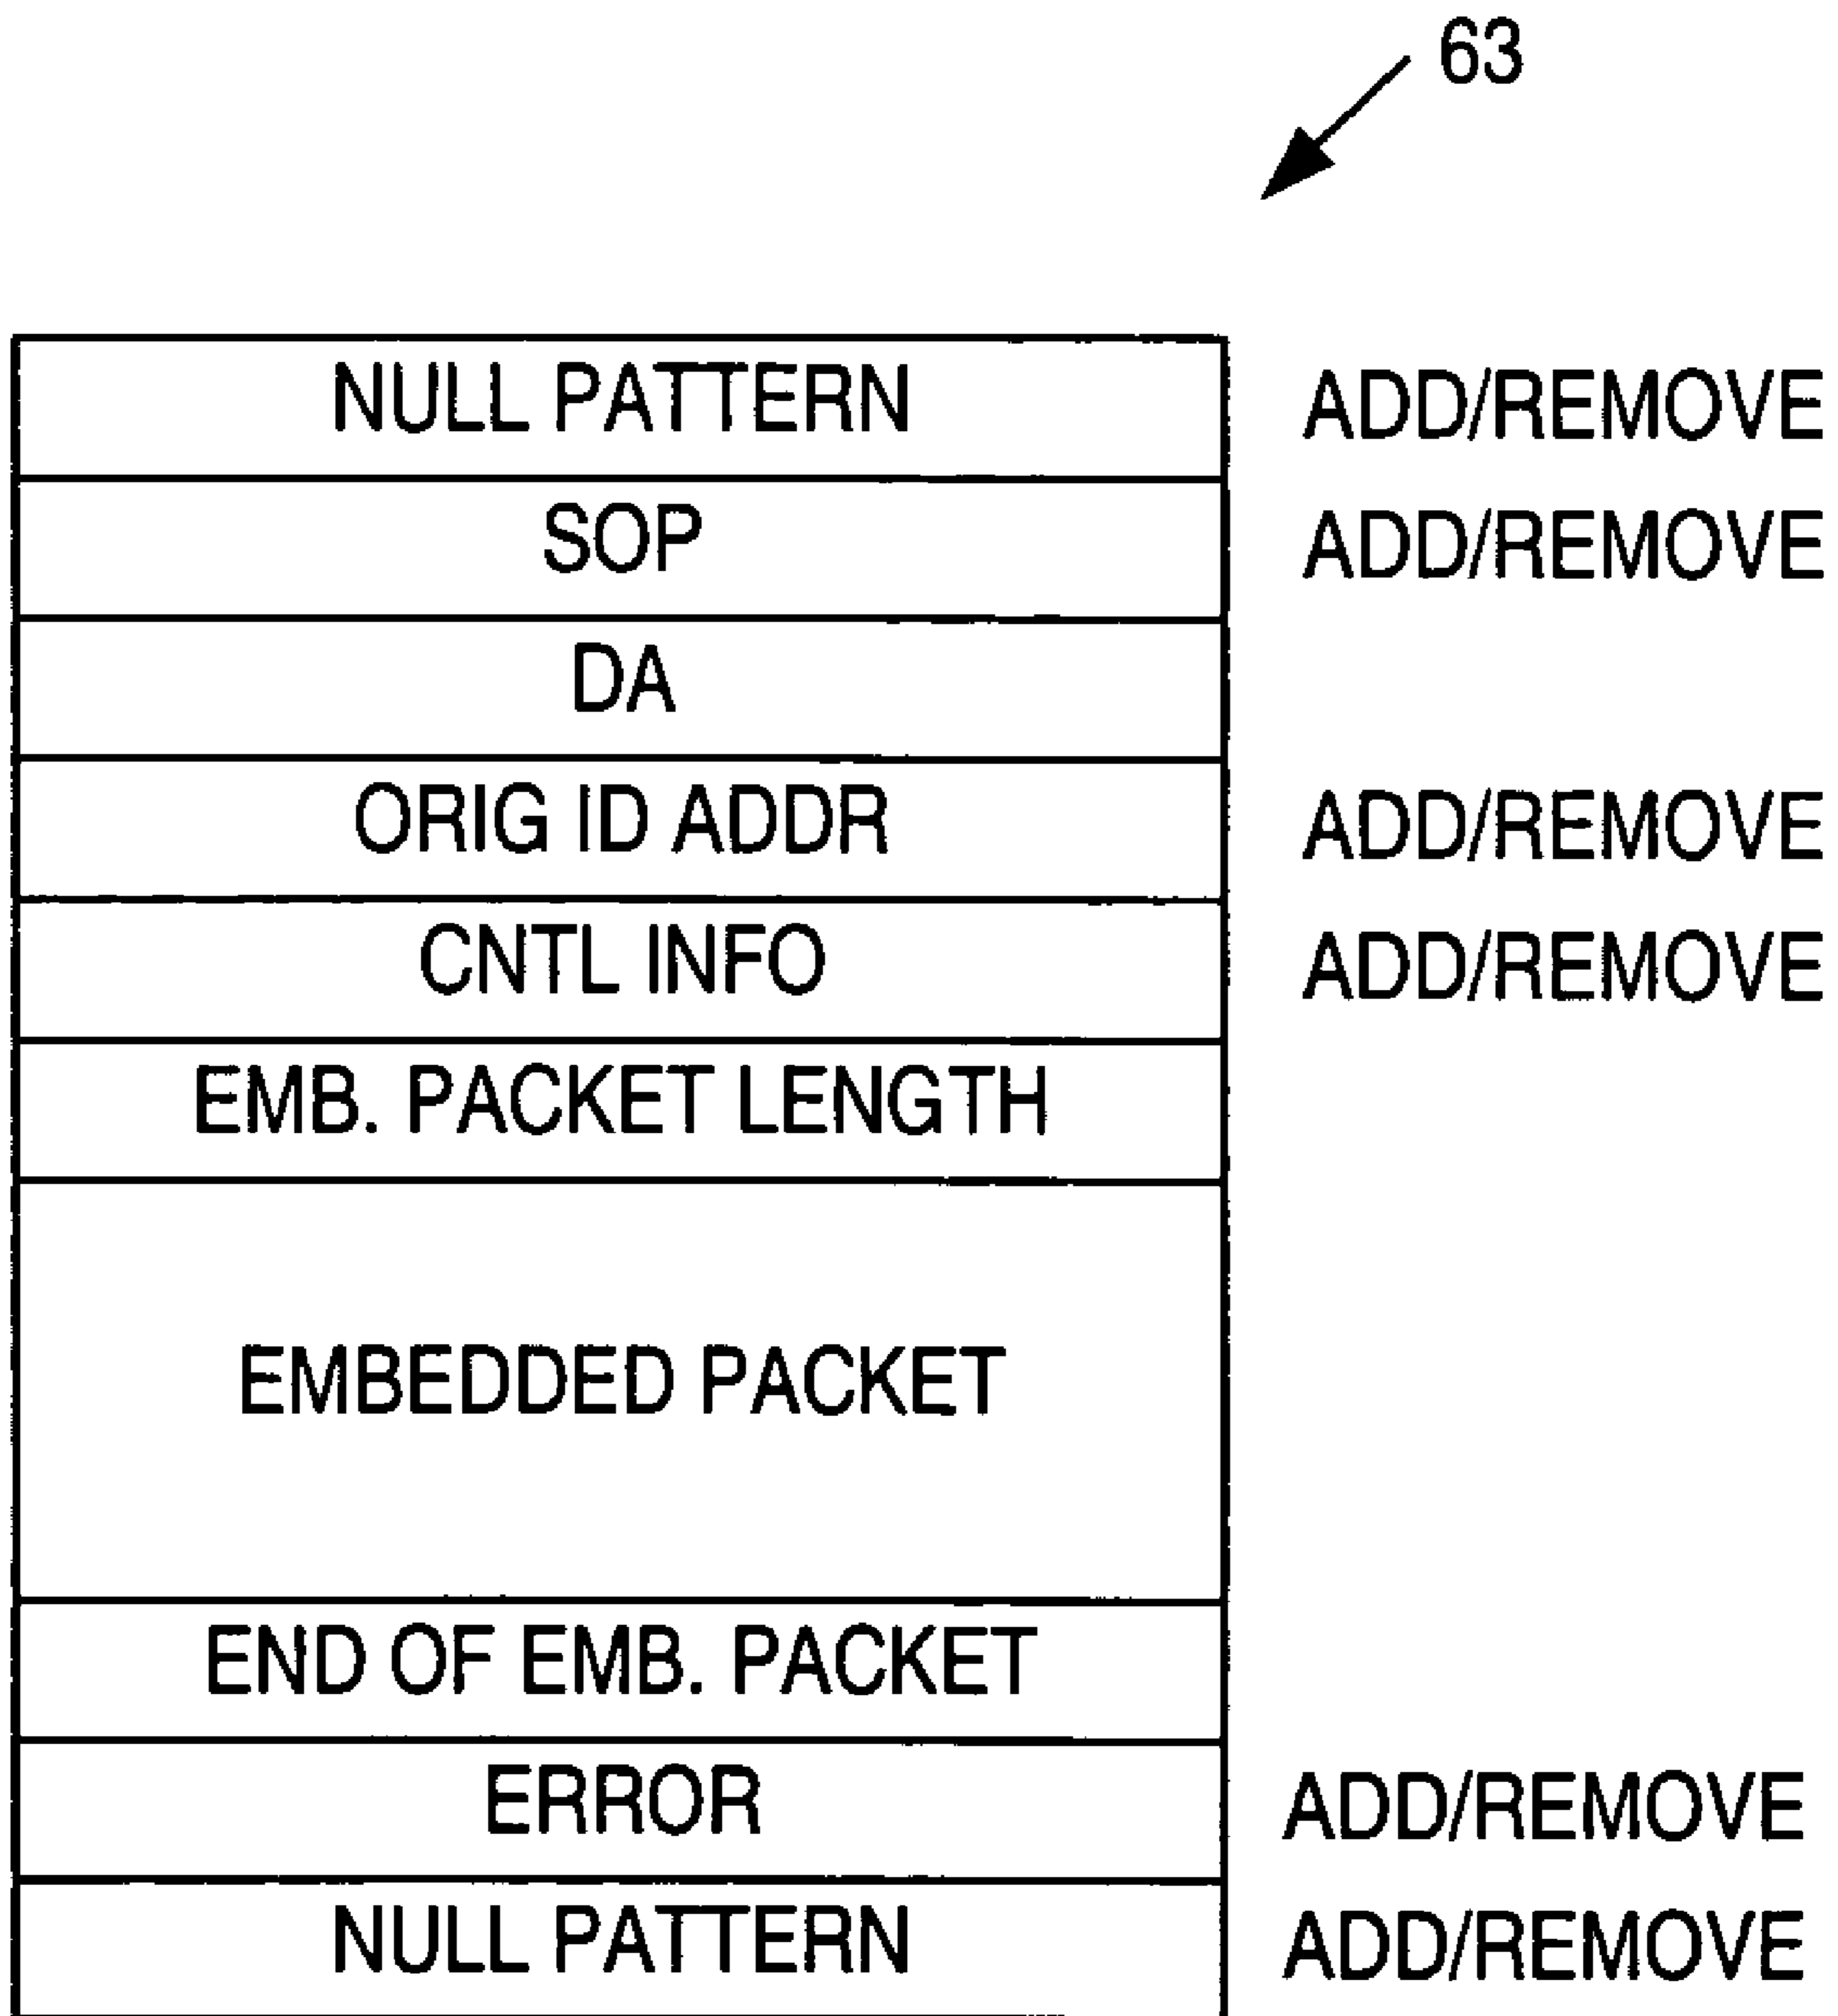 63
NULL PATTERN ADD/REMOVE
SOP ADD/REMOVE
DA
ORIG ID ADDR ADD/REMOVE
CNTL INFO ADD/REMOVE
EMB. PACKET LENGTH
EMBEDDED PACKET
END OF EMB. PACKET
ERROR ADD/REMOVE
NULL PATTERN ADD/REMOVE